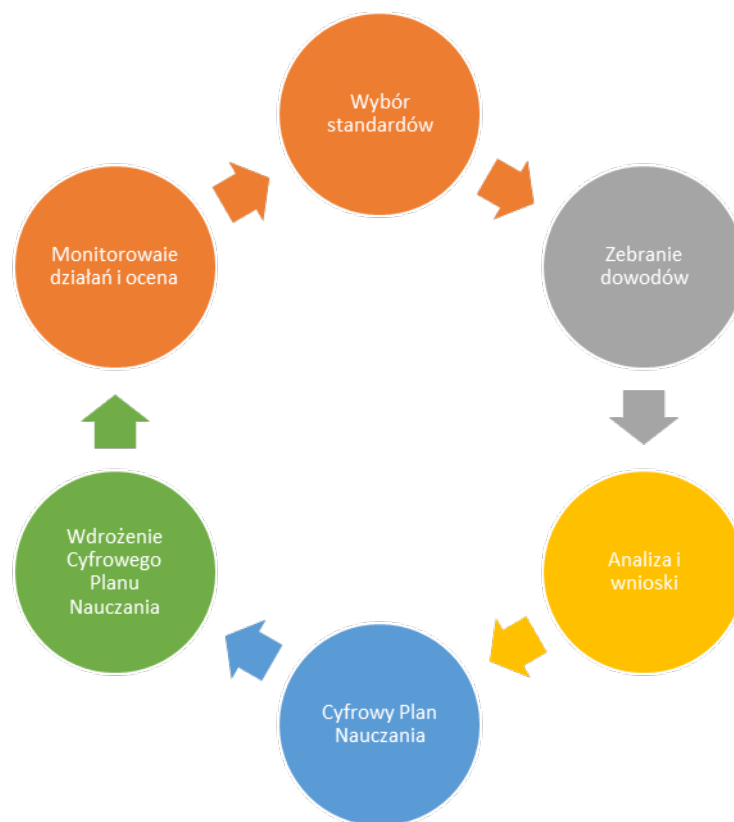 Wybór
standardów
Zebranie
dowodów
Analiza i
wnioski
Cyfrowy Plan
Nauczania
Wdrożenie
Cyfrowego
Planu
Nauczania
Monitorowaie
działań i ocena